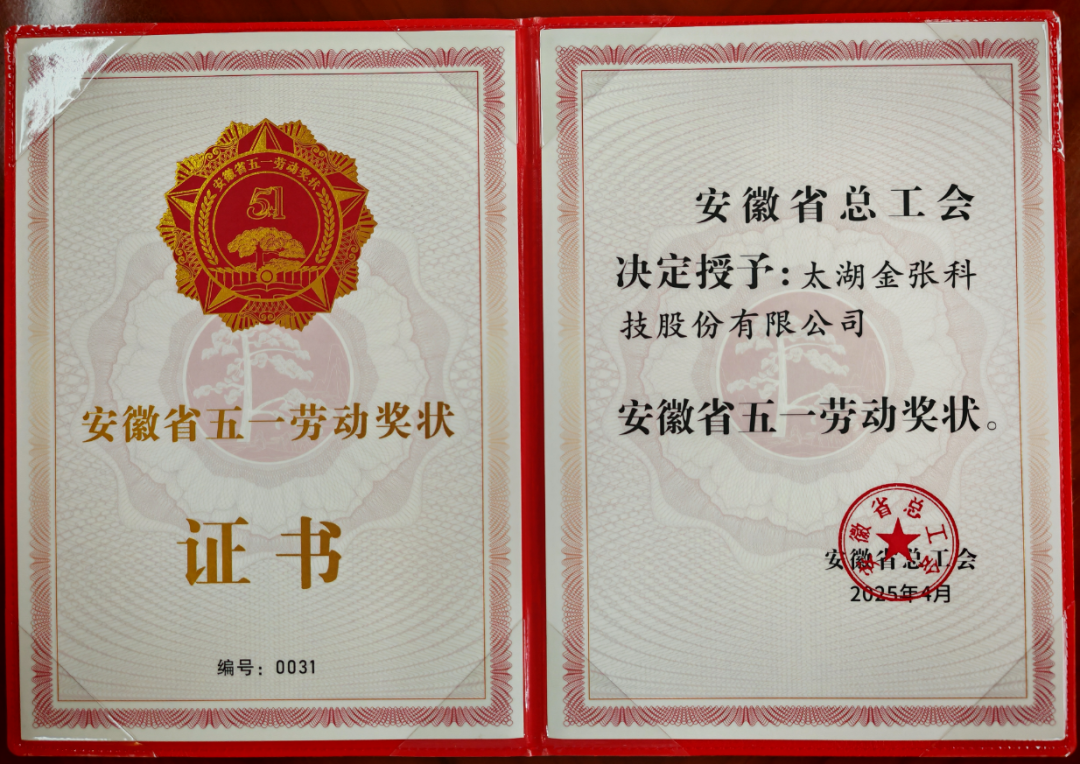 安徽省五一劳动奖状
51
安徽省五一劳动奖状
证书
编号：0031
安徽省总工会
决定授予：太湖金张科
技股份有限公司
安徽省五一劳动奖状。
安徽省总工会
安徽省总工会
2025年4月